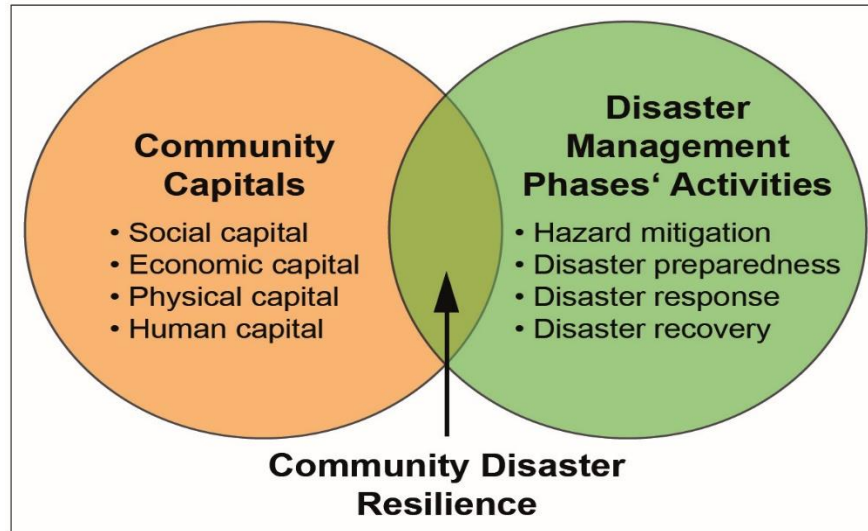 Community
Capitals
• Social capital
• Economic capital
• Physical capital
• Human capital
Disaster
Management
Phases‘ Activities
• Hazard mitigation
• Disaster preparedness
• Disaster response
• Disaster recovery
Community Disaster
Resilience